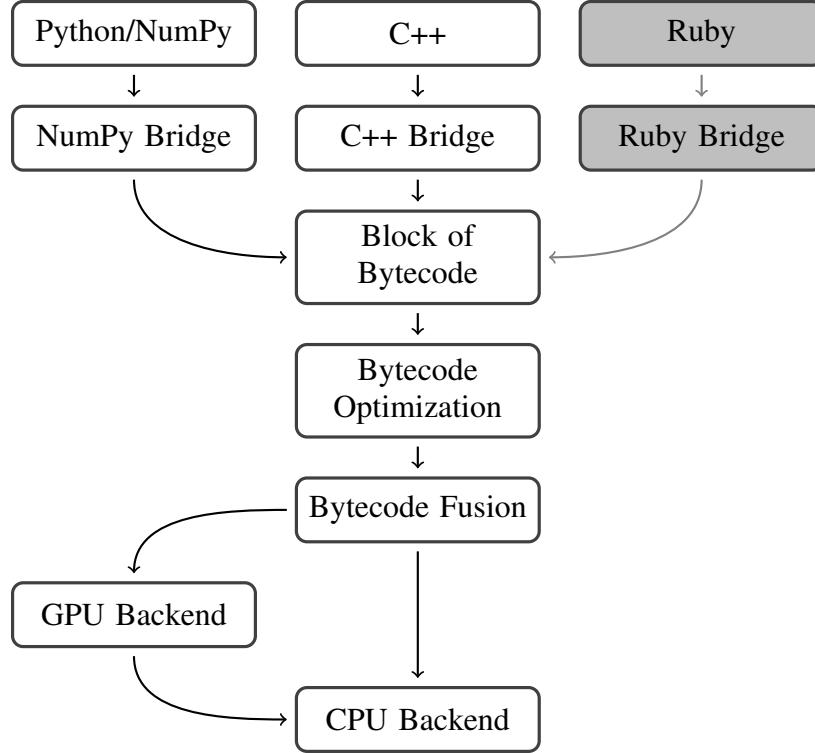 Python/NumPy
C++
Ruby
NumPy Bridge
C++ Bridge
Ruby Bridge
Block of
Bytecode
Bytecode
Optimization
Bytecode Fusion
GPU Backend
CPU Backend